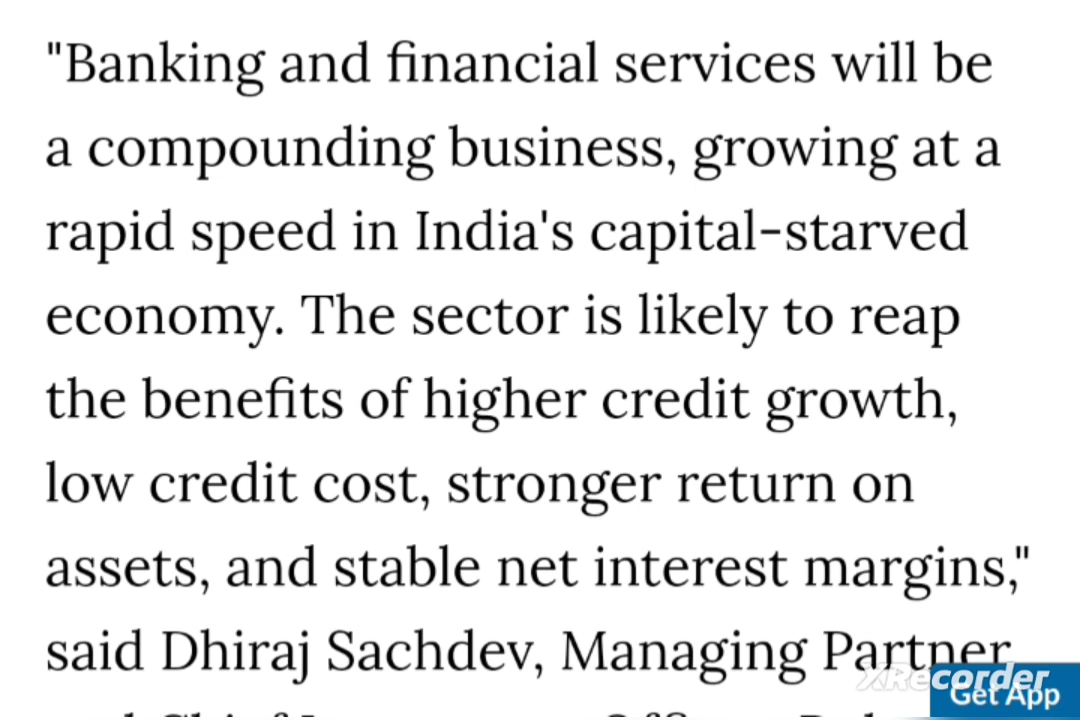 "Banking and financial services will be
a compounding business, growing at a
rapid speed in India's capital-starved
economy. The sector is likely to reap
the benefits of higher credit growth,
low credit cost, stronger return on
assets, and stable net interest margins,"
said Dhiraj Sachdev, Managing Partner
XRecorder
Get App